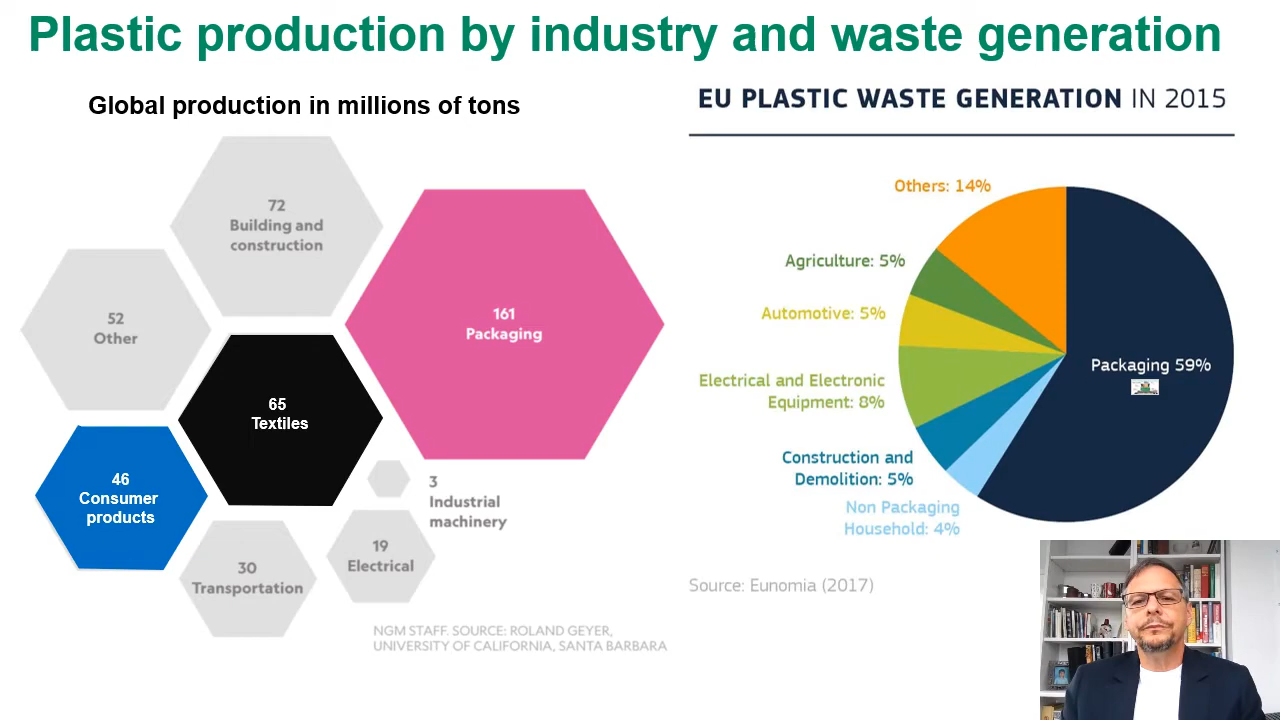 Plastic production by industry and waste generation
Global production in millions of tons
72
Building and
construction
52
Other
161
Packaging
65
Textiles
46
Consumer
products
3
Industrial
machinery
19
Electrical
30
Transportation
NGM STAFF. SOURCE: ROLAND GEYER,
UNIVERSITY OF CALIFORNIA, SANTA BARBARA
EU PLASTIC WASTE GENERATION IN 2015
Others: 14%
Agriculture: 5%
Automotive: 5%
Packaging 59%
Electrical and Electronic
Equipment: 8%
Construction and
Demolition: 5%
Non Packaging
Household: 4%
Source: Eunomia (2017)